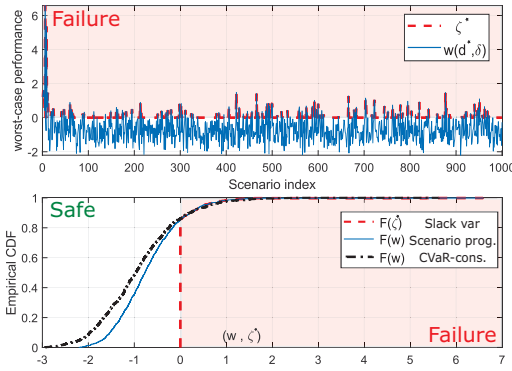 Failure
worst-case performance
6
4
2
0
-2
ζ*
w(d*,δ)
0 100 200 300 400 500 600 700 800 900 1000
Scenario index
Safe
Empirical CDF
1
0.8
0.6
0.4
0.2
0
F(ζ*) Slack var
F(w) Scenario prog.
F(w) CVaR-cons.
(w , ζ*)
Failure
-3 -2 -1 0 1 2 3 4 5 6 7